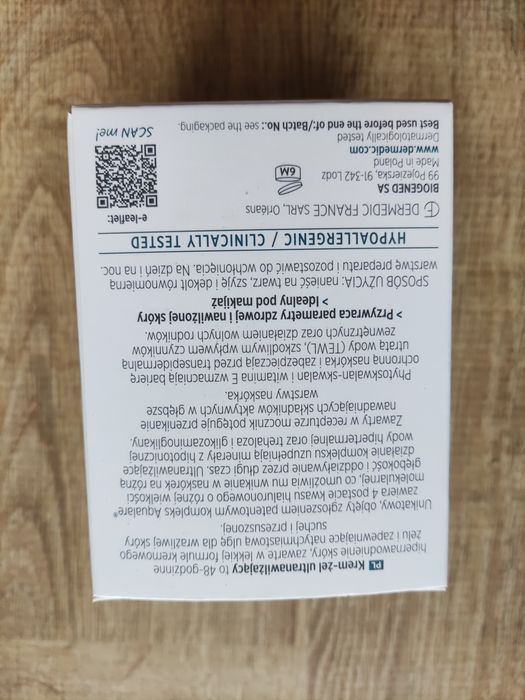 PL Krem-żel ultranawilżający to 48-godzinne
hipernawodnienie skóry, zawarte w lekkiej formule kremowego
żelu i zapewniające natychmiastową ulgę dla wrażliwej skóry
suchej i przesuszonej.
Unikatowy, objęty zgłoszeniem patentowym kompleks Aqualare®
zawiera 4 postacie kwasu hialuronowego o różnej wielkości
molekularnej, co umożliwia mu wnikanie w naskórek na różną
głębokość i oddziaływanie przez długi czas. Ultranawilżające
działanie kompleksu uzupełniają minerały z hipotonicznej
wody hipertermalnej oraz trehaloza i glikozaminoglikany.
Zawarty w recepturze mocznik potęguje przenikanie
nawadniających składników aktywnych w głębsze
warstwy naskórka.
Phytoskwalan-skwalan i witamina E wzmacniają barierę
ochronną naskórka i zabezpieczają przed transepidermalną
utratą wody (TEWL), szkodliwym wpływem czynników
zewnętrznych oraz działaniem wolnych rodników.
> Przywraca parametry zdrowej i nawilżonej skóry
> Idealny pod makijaż
SPOSÓB UŻYCIA: nanieść na twarz, szyję i dekolt równomierną
warstwę preparatu i pozostawić do wchłonięcia. Na dzień i na noc.
HYPOALLERGENIC / CLINICALLY TESTED
DERMEDIC FRANCE SARL, Orléans
BIOGENED SA
99 Pojezierska, 91-342 Lodz
Made in Poland
www.dermedic.com
Dermatologically tested
Best used before the end of:/Batch No.: see the packaging.
6M
e-leaflet:
SCAN me!